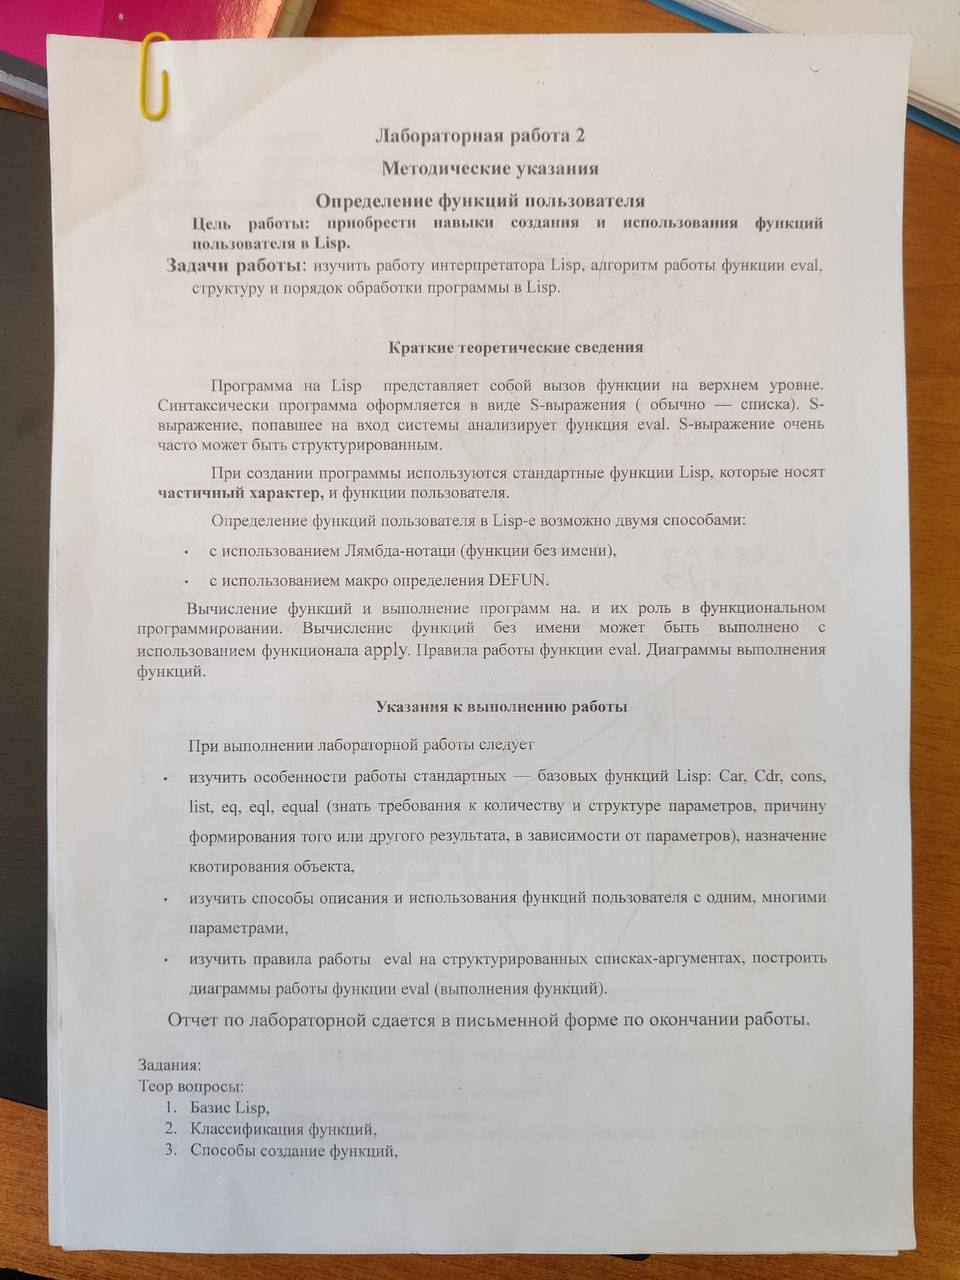 Лабораторная работа 2
Методические указания
Определение функций пользователя
Цель работы: приобрести навыки создания и использования функций
пользователя в Lisp.
Задачи работы: изучить работу интерпретатора Lisp, алгоритм работы функции eval,
структуру и порядок обработки программы в Lisp.
Краткие теоретические сведения
Программа на Lisp представляет собой вызов функции на верхнем уровне.
Синтаксически программа оформляется в виде S-выражения ( обычно — списка). S-
выражение, попавшее на вход системы анализирует функция eval. S-выражение очень
часто может быть структурированным.
При создании программы используются стандартные функции Lisp, которые носят
частичный характер, и функции пользователя.
Определение функций пользователя в Lisp-е возможно двумя способами:
· с использованием Лямбда-нотаци (функции без имени),
· с использованием макро определения DEFUN.
Вычисление функций и выполнение программ на. и их роль в функциональном
программировании. Вычисление функций без имени может быть выполнено с
использованием функционала apply. Правила работы функции eval. Диаграммы выполнения
функций.
Указания к выполнению работы
При выполнении лабораторной работы следует
· изучить особенности работы стандартных — базовых функций Lisp: Car, Cdr, cons,
list, eq, eql, equal (знать требования к количеству и структуре параметров, причину
формирования того или другого результата, в зависимости от параметров), назначение
квотирования объекта,
· изучить способы описания и использования функций пользователя с одним, многими
параметрами,
· изучить правила работы eval на структурированных списках-аргументах, построить
диаграммы работы функции eval (выполнения функций).
Отчет по лабораторной сдается в письменной форме по окончании работы.
Задания:
Теор вопросы:
1. Базис Lisp,
2. Классификация функций,
3. Способы создание функций,